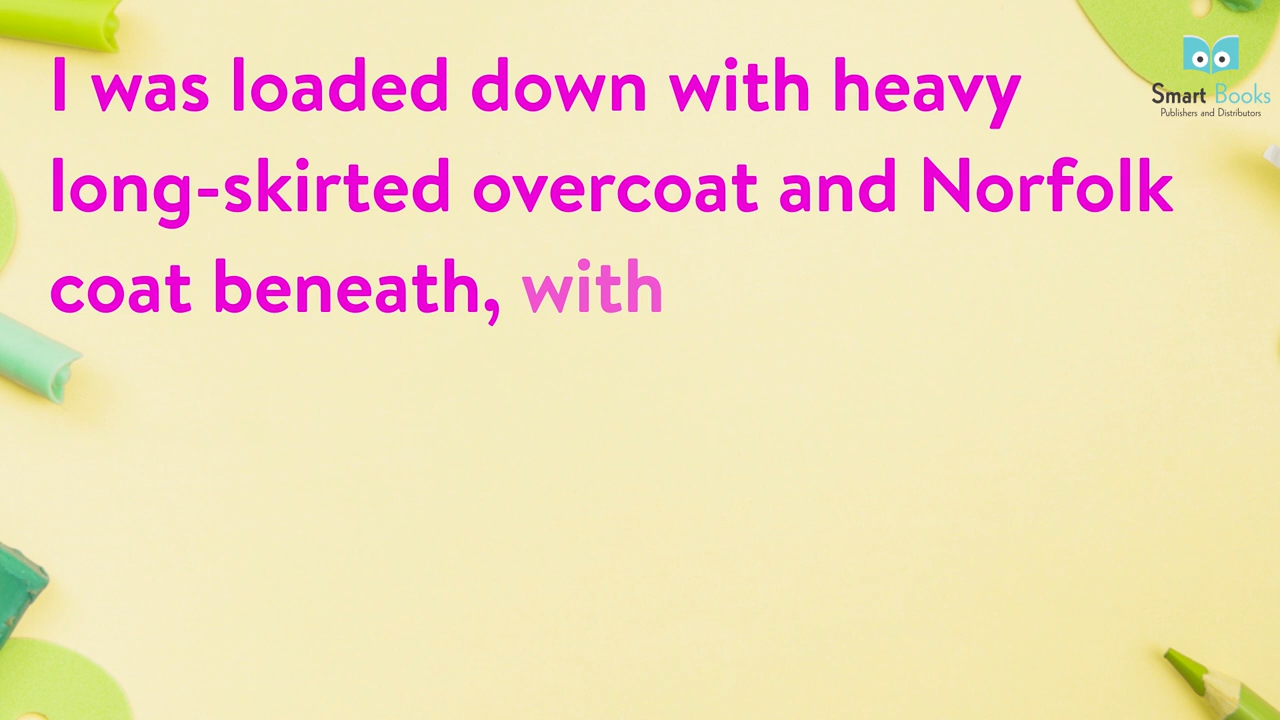 I was loaded down with heavy
long-skirted overcoat and Norfolk
coat beneath, with
Smart Books
Publishers and Distributors